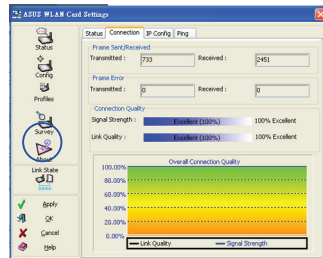 ASUS WLAN Card Settings
Status
Config
Profiles
Survey
About
Link State
Apply
OK
Cancel
Help
Status Connection IP Config Ping
Frame Sent/Received
Transmitted : 733 Received : 2451
Frame Error
Transmitted : 0 Received : 0
Connection Quality
Signal Strength : Excellent (100%) 100% Excellent
Link Quality : Excellent (100%) 100% Excellent
Overall Connection Quality
100.00%
80.00%
60.00%
40.00%
20.00%
0.00%
Link Quality Signal Strength